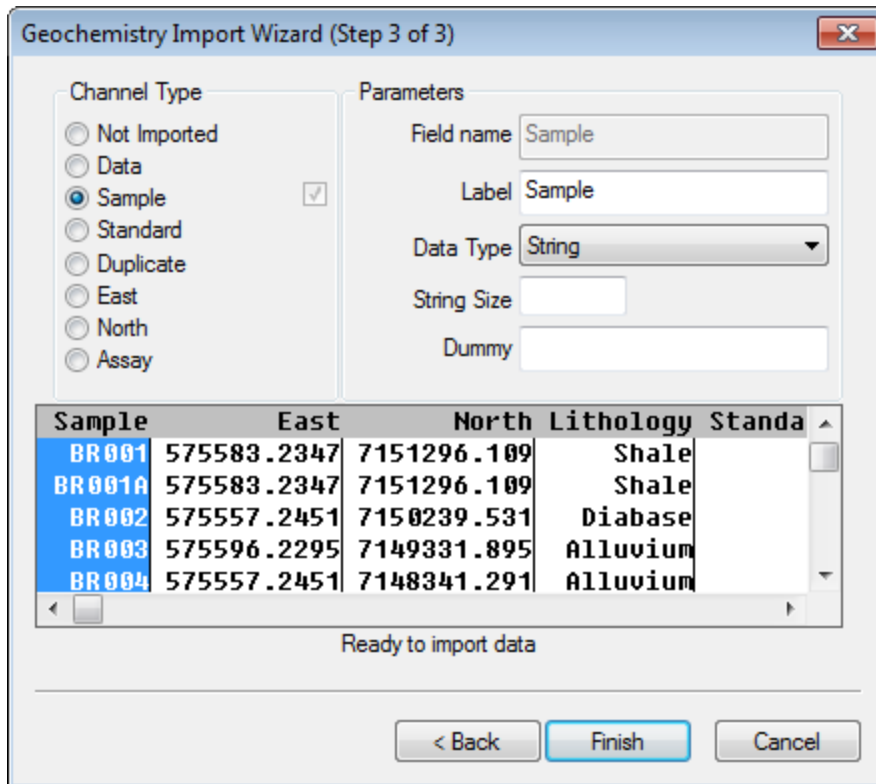 Geochemistry Import Wizard (Step 3 of 3)
Channel Type
Not Imported
Data
Sample
Standard
Duplicate
East
North
Assay
Parameters
Field name Sample
Label Sample
Data Type String
String Size
Dummy
Sample East North Lithology Standa
BR001 575583.2347 7151296.109 Shale
BR001A 575583.2347 7151296.109 Shale
BR002 575557.2451 7150239.531 Diabase
BR003 575596.2295 7149331.895 Alluvium
BR004 575557.2451 7148341.291 Alluvium
Ready to import data
< Back Finish Cancel